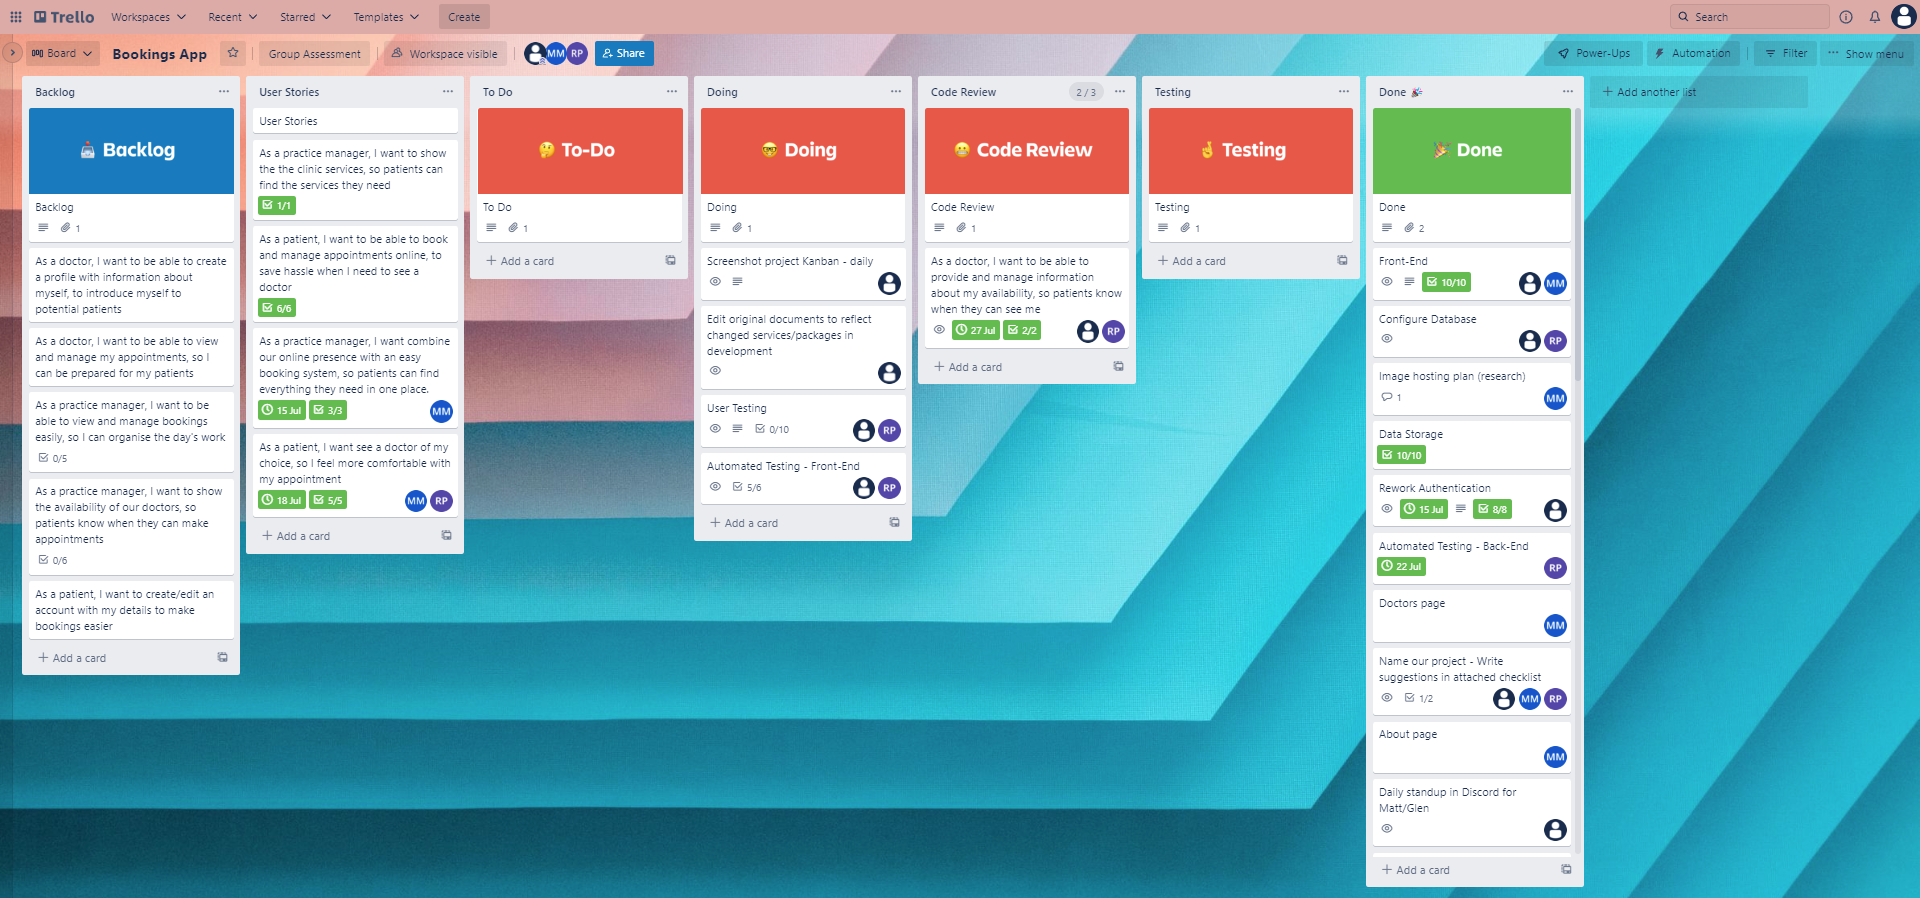 Trello
Workspaces
Recent
Starred
Templates
Create
Search
Board
Bookings App
Group Assessment
Workspace visible
MM
RP
Share
Power-Ups
Automation
Filter
Show menu
Backlog
Backlog
Backlog
1
As a doctor, I want to be able to create
a profile with information about
myself, to introduce myself to
potential patients
As a doctor, I want to be able to view
and manage my appointments, so I
can be prepared for my patients
As a practice manager, I want to be
able to view and manage bookings
easily, so I can organise the day's work
0/5
As a practice manager, I want to show
the availability of our doctors, so
patients know when they can make
appointments
0/6
As a patient, I want to create/edit an
account with my details to make
bookings easier
Add a card
User Stories
User Stories
As a practice manager, I want to show
the the clinic services, so patients can
find the services they need
1/1
As a patient, I want to be able to book
and manage appointments online, to
save hassle when I need to see a
doctor
6/6
As a practice manager, I want combine
our online presence with an easy
booking system, so patients can find
everything they need in one place.
15 Jul
3/3
MM
As a patient, I want see a doctor of my
choice, so I feel more comfortable with
my appointment
18 Jul
5/5
MM
RP
Add a card
To Do
To-Do
To Do
1
Add a card
Doing
Doing
Doing
1
Screenshot project Kanban - daily
Edit original documents to reflect
changed services/packages in
development
User Testing
0/10
RP
Automated Testing - Front-End
5/6
RP
Add a card
Code Review
2 / 3
Code Review
Code Review
1
As a doctor, I want to be able to
provide and manage information
about my availability, so patients know
when they can see me
27 Jul
2/2
RP
Add a card
Testing
Testing
Testing
1
Add a card
Done 🎉
Done
Done
2
Front-End
10/10
MM
Configure Database
RP
Image hosting plan (research)
1
MM
Data Storage
10/10
Rework Authentication
15 Jul
8/8
Automated Testing - Back-End
22 Jul
RP
Doctors page
MM
Name our project - Write
suggestions in attached checklist
1/2
MM
RP
About page
MM
Daily standup in Discord for
Matt/Glen
Add a card
Add another list